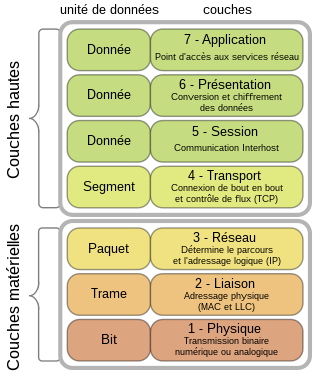 unité de données couches
Couches hautes
Donnée
7 - Application
Point d'accès aux services réseau
Donnée
6 - Présentation
Conversion et chiffrement
des données
Donnée
5 - Session
Communication Interhost
Segment
4 - Transport
Connexion de bout en bout
et contrôle de flux (TCP)
Couches matérielles
Paquet
3 - Réseau
Détermine le parcours
et l'adressage logique (IP)
Trame
2 - Liaison
Adressage physique
(MAC et LLC)
Bit
1 - Physique
Transmission binaire
numérique ou analogique